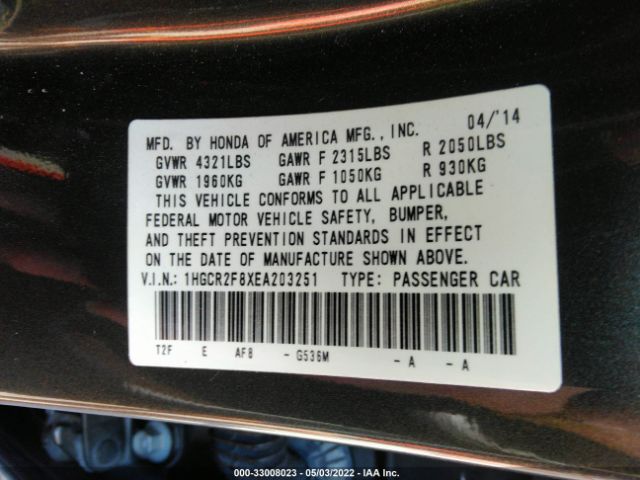 MFD. BY HONDA OF AMERICA MFG., INC. 04/'14
GVWR 4321LBS GAWR F 2315LBS R 2050LBS
GVWR 1960KG GAWR F 1050KG R 930KG
THIS VEHICLE CONFORMS TO ALL APPLICABLE
FEDERAL MOTOR VEHICLE SAFETY, BUMPER,
AND THEFT PREVENTION STANDARDS IN EFFECT
ON THE DATE OF MANUFACTURE SHOWN ABOVE.
V.I.N.: 1HGCR2F8XEA203251 TYPE: PASSENGER CAR
T2F E AF8 - G536M - A - A
000-33008023 - 05/03/2022 - IAA Inc.